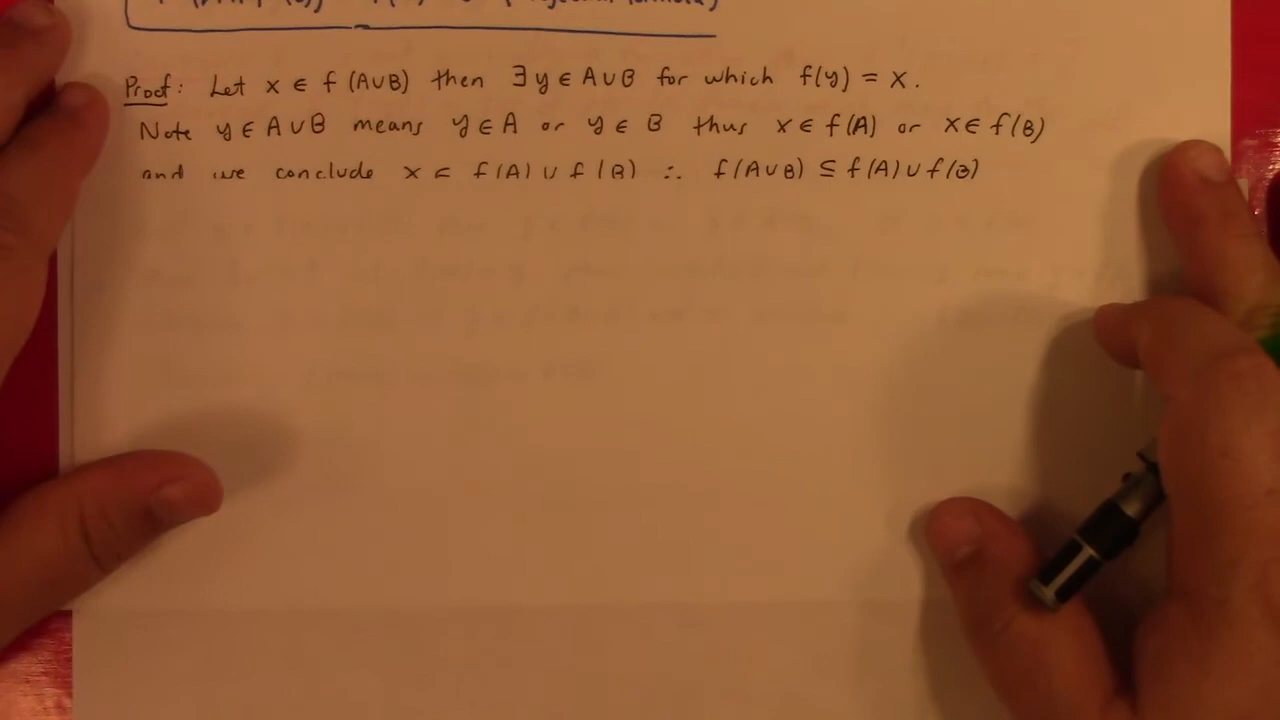 Proof: Let x ∈ f(A∪B) then ∃ y ∈ A∪B for which f(y) = x.
Note y ∈ A∪B means y ∈ A or y ∈ B thus x ∈ f(A) or x ∈ f(B)
and we conclude x ∈ f(A) ∪ f(B) ∴ f(A∪B) ⊆ f(A) ∪ f(B)